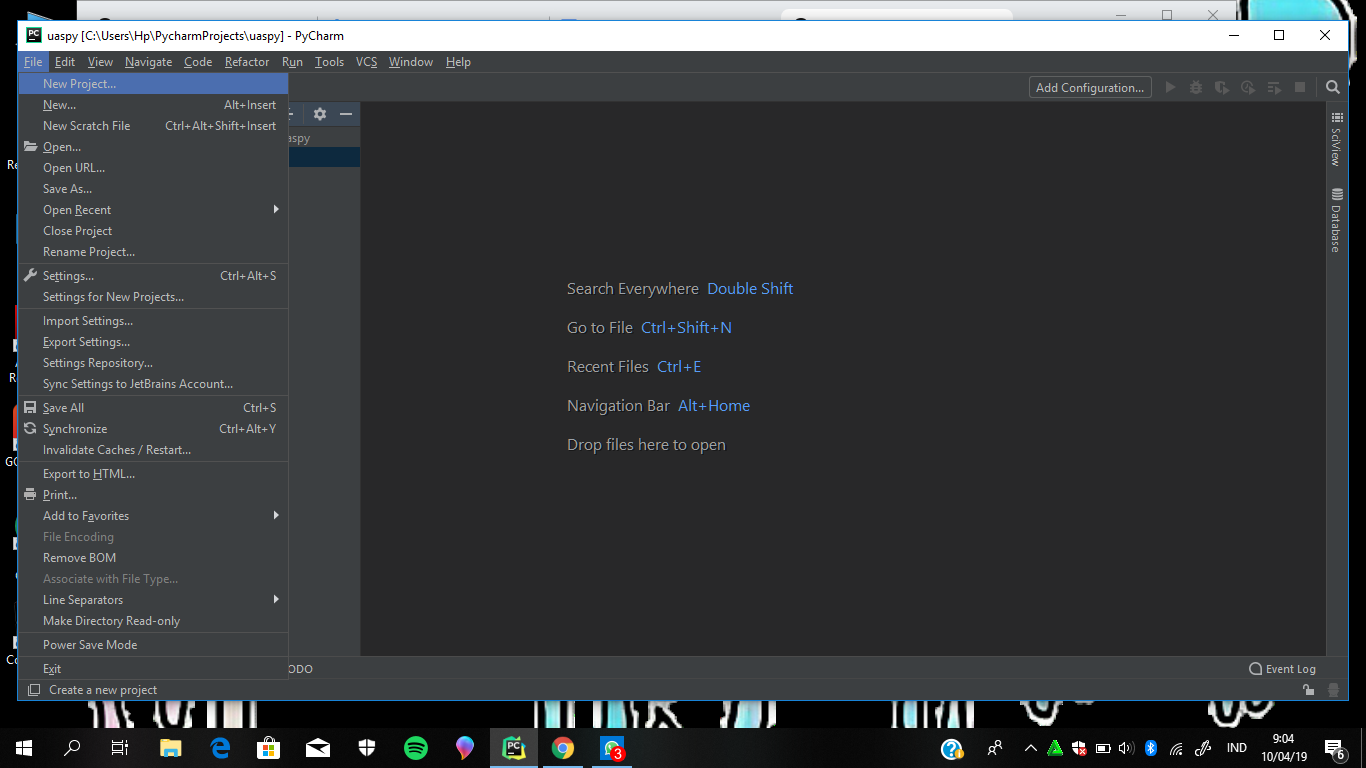 uaspy [C:\Users\Hp\PycharmProjects\uaspy] - PyCharm
File Edit View Navigate Code Refactor Run Tools VCS Window Help
New Project...
Add Configuration...
New... Alt+Insert
New Scratch File Ctrl+Alt+Shift+Insert
aspy
Open...
Open URL...
Save As...
Open Recent
Close Project
Rename Project...
Settings... Ctrl+Alt+S
Settings for New Projects...
Import Settings...
Export Settings...
Settings Repository...
Sync Settings to JetBrains Account...
Save All Ctrl+S
Synchronize Ctrl+Alt+Y
Invalidate Caches / Restart...
Export to HTML...
Print...
Add to Favorites
File Encoding
Remove BOM
Associate with File Type...
Line Separators
Make Directory Read-only
Power Save Mode
Exit
Search Everywhere Double Shift
Go to File Ctrl+Shift+N
Recent Files Ctrl+E
Navigation Bar Alt+Home
Drop files here to open
SciView
Database
ODO
Event Log
Create a new project
Re
R
GO
Co
PC
3
IND
9:04
10/04/19
6